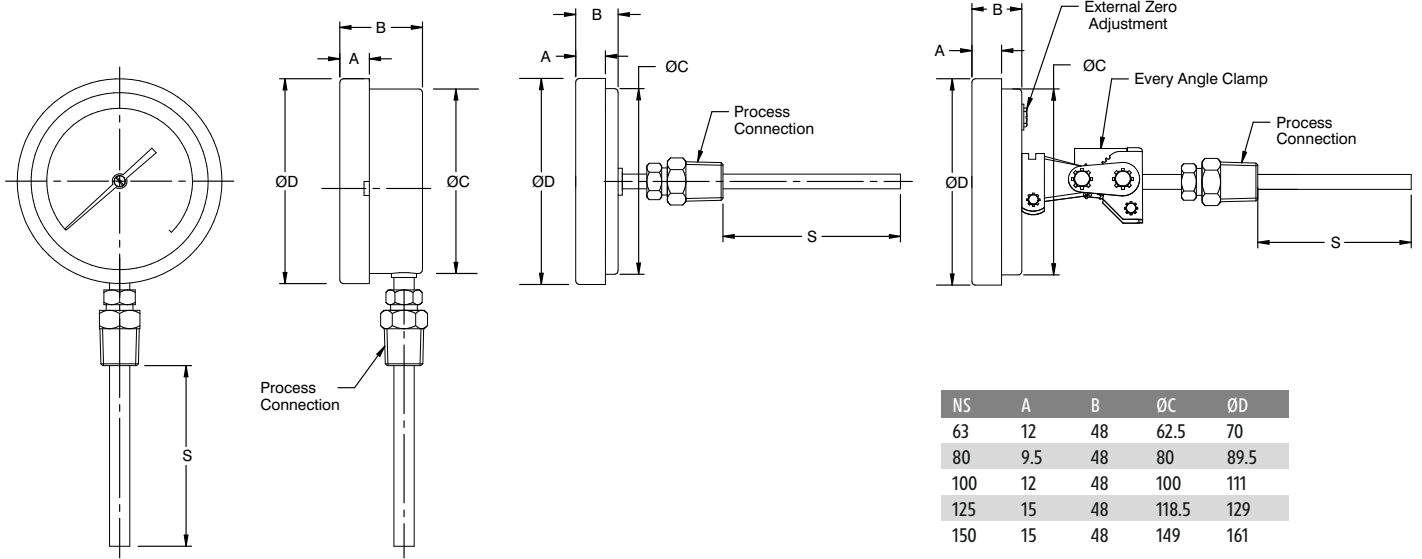 B
A
ØD
ØC
Process
Connection
S
B
A
ØC
ØD
Process
Connection
S
B
External Zero
Adjustment
A
ØC
Every Angle Clamp
Process
Connection
ØD
S
NS A B ØC ØD
63 12 48 62.5 70
80 9.5 48 80 89.5
100 12 48 100 111
125 15 48 118.5 129
150 15 48 149 161